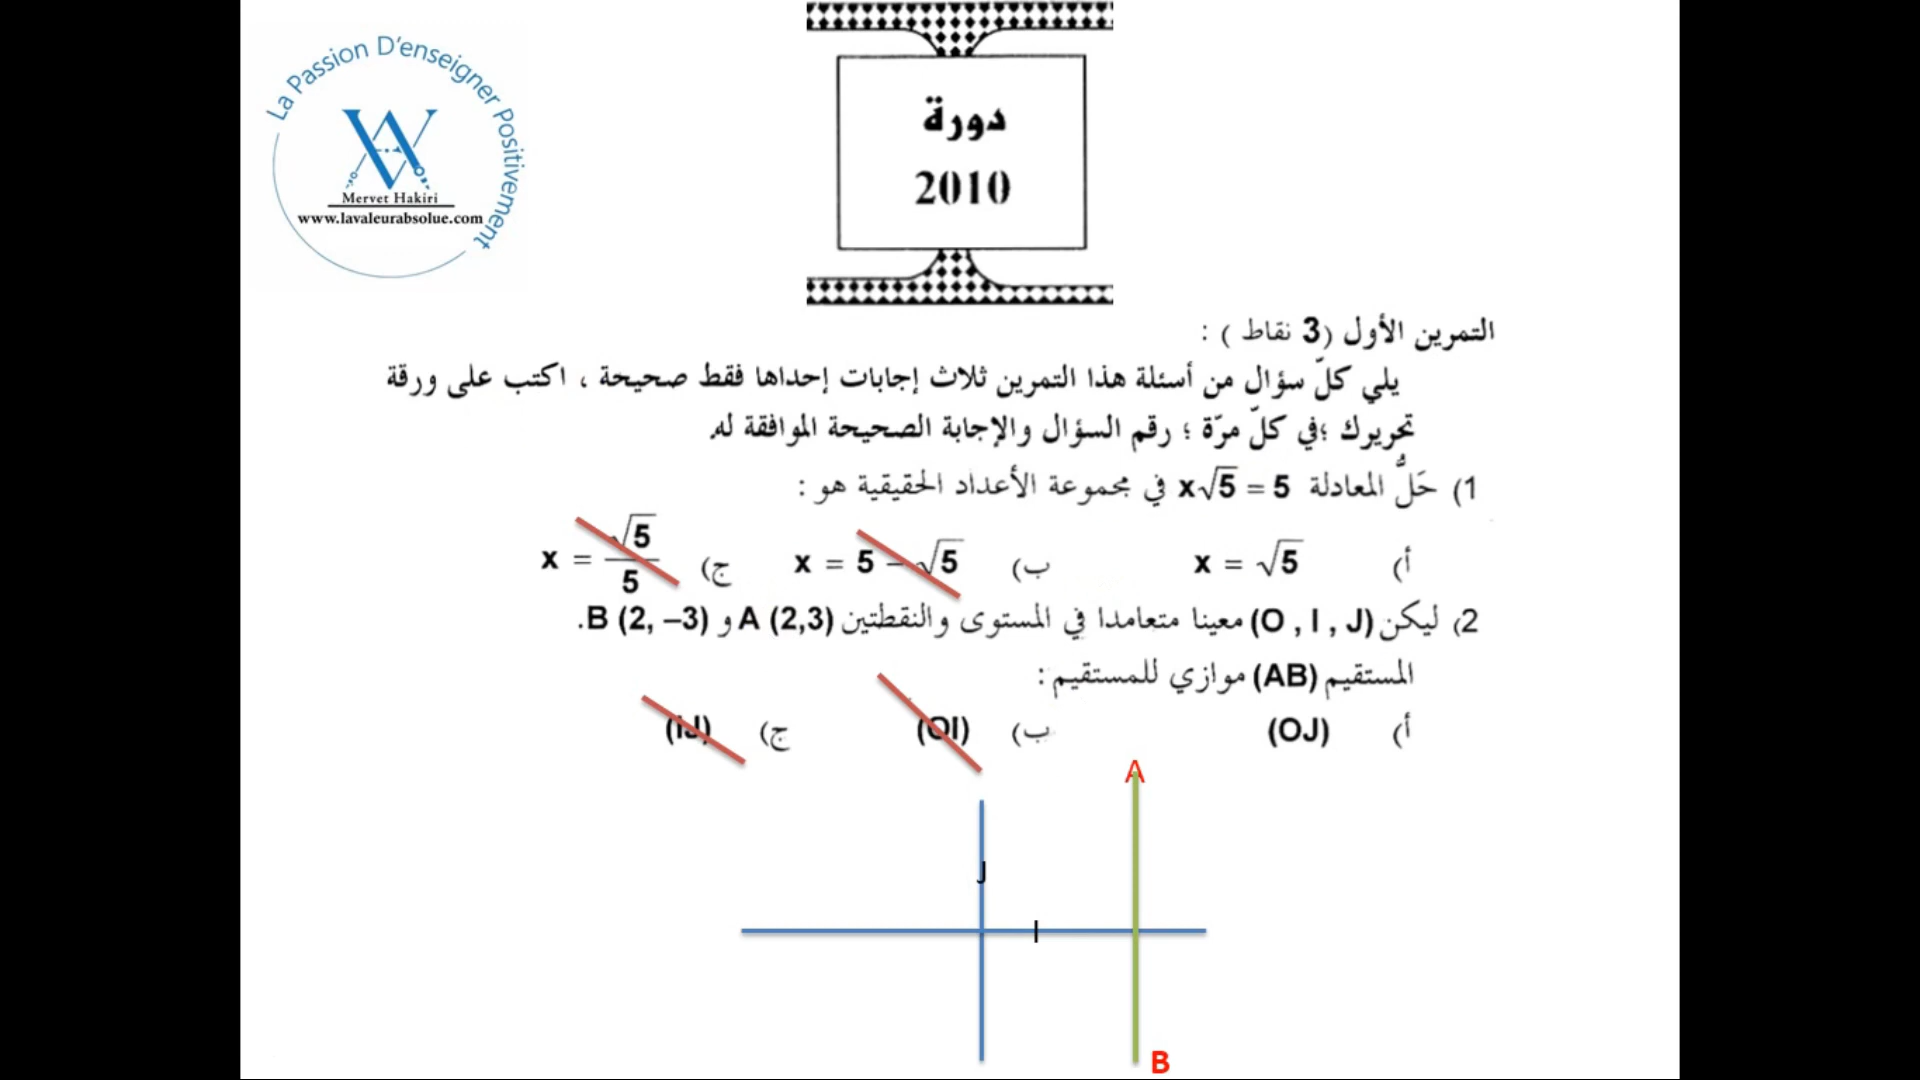 La Passion D'enseigner Positivement
Mervet Hakiri
www.lavaleurabsolue.com
دورة
2010
التمرين الأول (3 نقاط ) :
يلي كلّ سؤال من أسئلة هذا التمرين ثلاث إجابات إحداها فقط صحيحة ، اكتب على ورقة
تحريرك ؛في كلّ مرّة ؛ رقم السؤال والإجابة الصحيحة الموافقة له.
1) حَلُّ المعادلة x√5 = 5 في مجموعة الأعداد الحقيقية هو :
أ) x = √5 ب) x = 5 – √5 ج) x = √5/5
2) ليكن (O , I , J) معينا متعامدا في المستوى والنقطتين A (2,3) و B (2, –3).
المستقيم (AB) موازي للمستقيم :
أ) (OJ) ب) (OI) ج) (IJ)
A
J
I
B